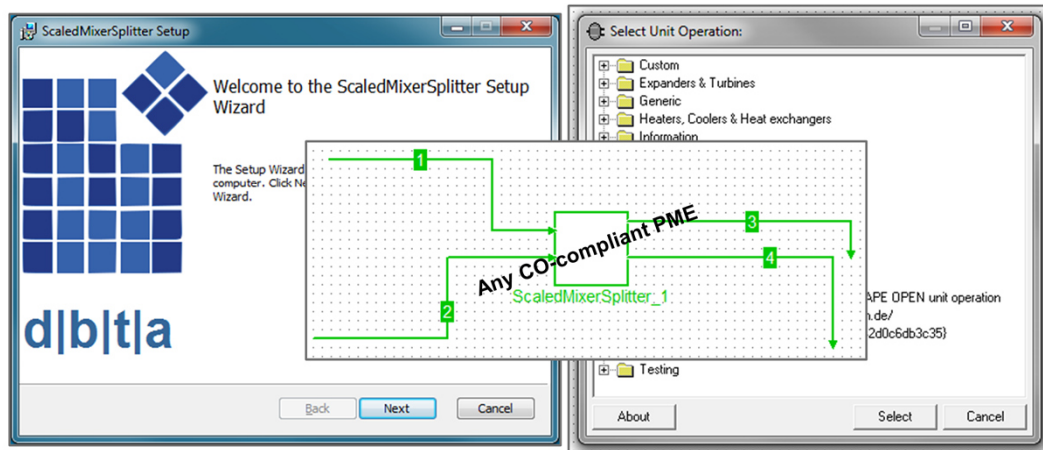 ScaledMixerSplitter Setup
Welcome to the ScaledMixerSplitter Setup
Wizard
The Setup Wizard
computer. Click
Wizard.
d|b|t|a
Back
Next
Cancel
1
2
3
4
Any CO-compliant PME
ScaledMixerSplitter_1
Select Unit Operation:
Custom
Expanders & Turbines
Generic
Heaters, Coolers & Heat exchangers
Information
APE OPEN unit operation
n.de/
2d0c6db3c35}
Testing
About
Select
Cancel